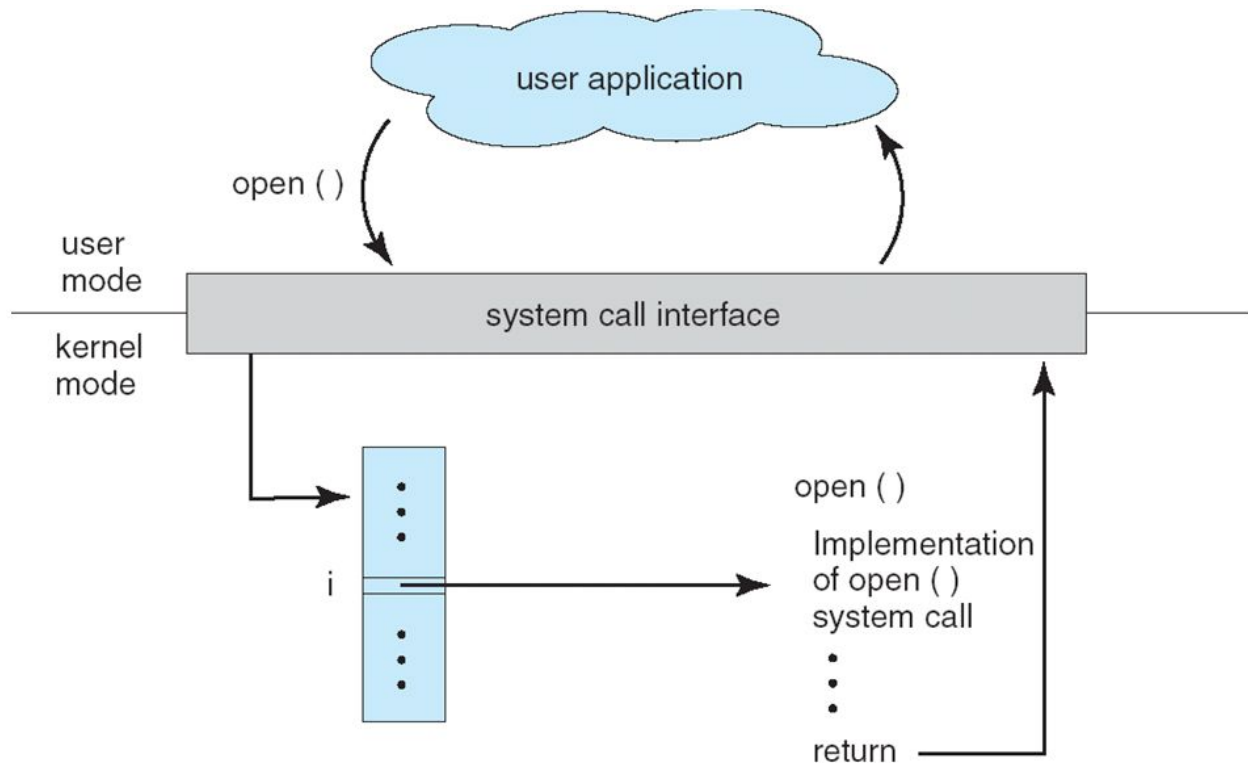 user application
open ( )
user
mode
system call interface
kernel
mode
open ( )
Implementation
i
of open ( )
system call
return